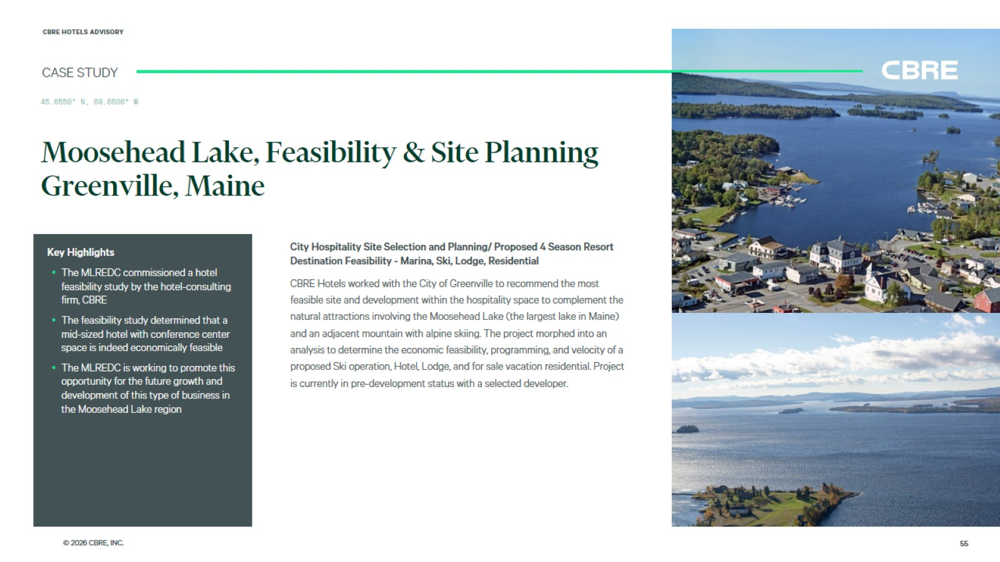 CBRE HOTELS ADVISORY
CASE STUDY
CBRE
45.6550° N, 69.6506° W
Moosehead Lake, Feasibility & Site Planning
Greenville, Maine
Key Highlights
• The MLREDC commissioned a hotel
feasibility study by the hotel-consulting
firm, CBRE
• The feasibility study determined that a
mid-sized hotel with conference center
space is indeed economically feasible
• The MLREDC is working to promote this
opportunity for the future growth and
development of this type of business in
the Moosehead Lake region
City Hospitality Site Selection and Planning/ Proposed 4 Season Resort
Destination Feasibility - Marina, Ski, Lodge, Residential
CBRE Hotels worked with the City of Greenville to recommend the most
feasible site and development within the hospitality space to complement the
natural attractions involving the Moosehead Lake (the largest lake in Maine)
and an adjacent mountain with alpine skiing. The project morphed into an
analysis to determine the economic feasibility, programming, and velocity of a
proposed Ski operation, Hotel, Lodge, and for sale vacation residential. Project
is currently in pre-development status with a selected developer.
© 2026 CBRE, INC.
55